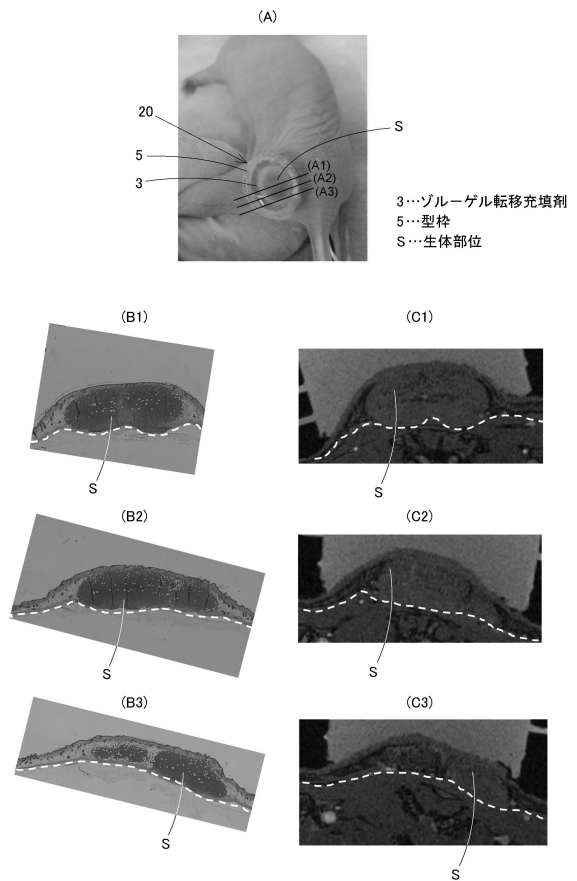 (A)
20
5
3
S
(A1)
(A2)
(A3)
3…ゾルーゲル転移充填剤
5…型枠
S…生体部位
(B1)
(C1)
S
S
(B2)
(C2)
S
S
(B3)
(C3)
S
S